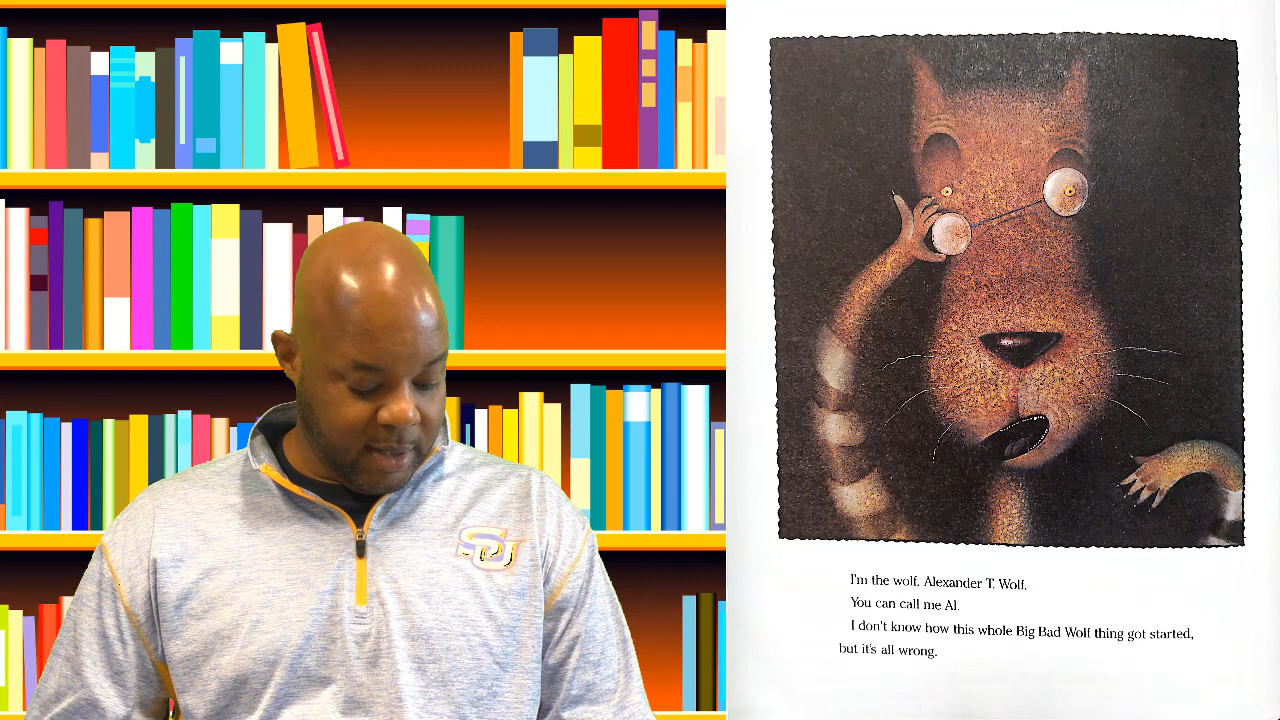 SU
I'm the wolf. Alexander T. Wolf.
You can call me Al.
I don't know how this whole Big Bad Wolf thing got started,
but it's all wrong.